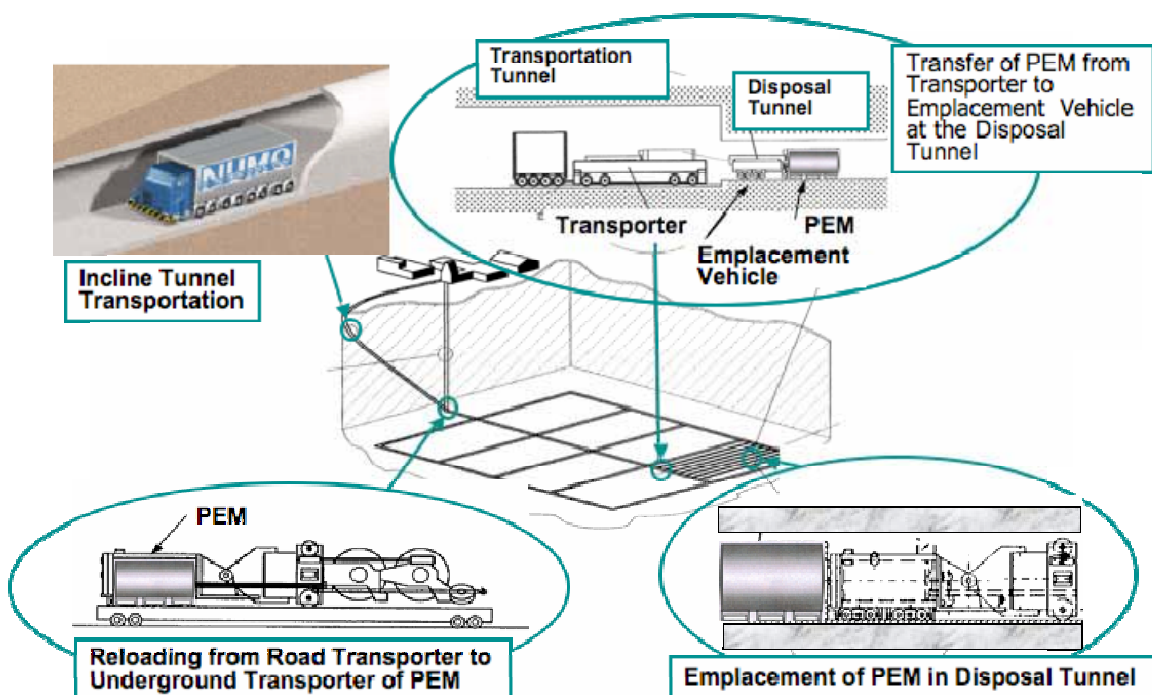 Transportation
Tunnel
Disposal
Tunnel
Transfer of PEM from
Transporter to
Emplacement Vehicle
at the Disposal
Tunnel
NUMO
Transporter
PEM
Emplacement
Vehicle
Incline Tunnel
Transportation
PEM
Reloading from Road Transporter to
Underground Transporter of PEM
Emplacement of PEM in Disposal Tunnel